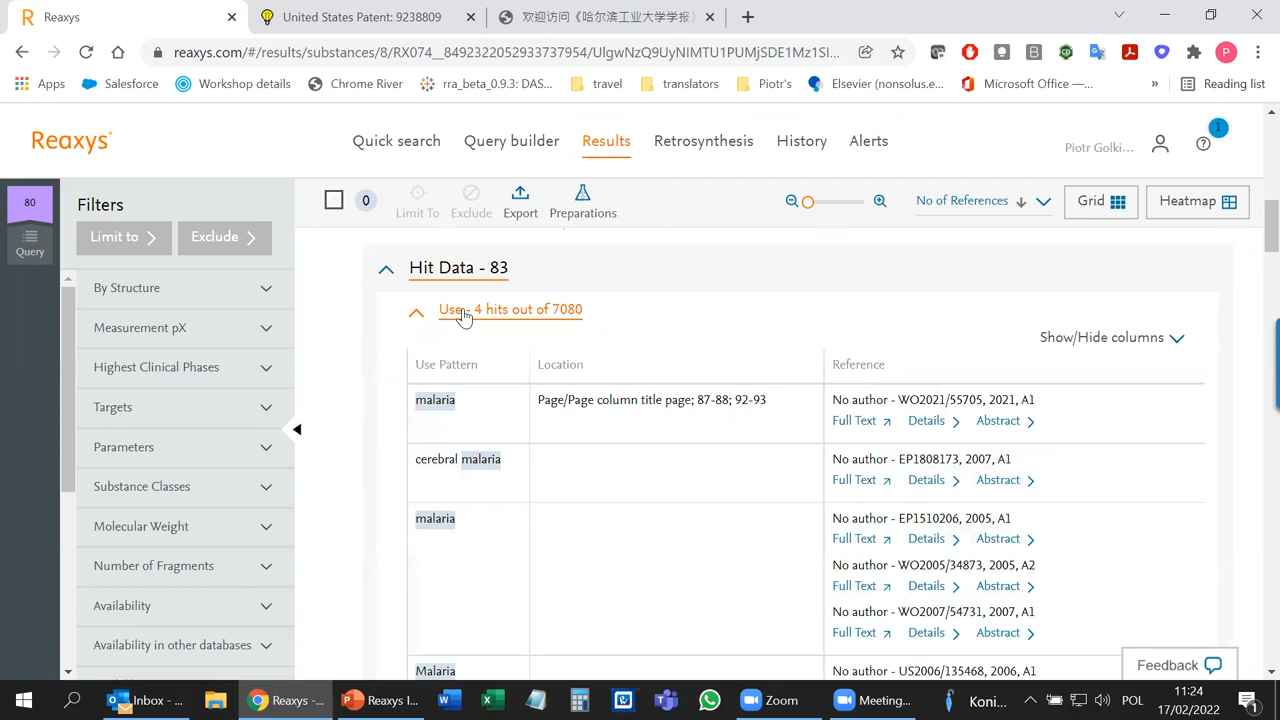 Reaxys
United States Patent: 9238809
欢迎访问《哈尔滨工业大学学报》
reaxys.com/#/results/substances/8/RX074__8492322052933737954/UlgwNzQ9UyNIMTU1PUMjSDE1Mz1SI...
P
Apps
Salesforce
Workshop details
Chrome River
rra_beta_0.9.3: DAS...
travel
translators
Piotr's
Elsevier (nonsolus.e...
Microsoft Office —...
»
Reading list
Reaxys
Quick search
Query builder
Results
Retrosynthesis
History
Alerts
Piotr Golki...
1
80
Query
Filters
Limit to
Exclude
By Structure
Measurement pX
Highest Clinical Phases
Targets
Parameters
Substance Classes
Molecular Weight
Number of Fragments
Availability
Availability in other databases
0
Limit To
Exclude
Export
Preparations
No of References
Grid
Heatmap
Hit Data - 83
Use - 4 hits out of 7080
Show/Hide columns
Use Pattern Location Reference
malaria Page/Page column title page; 87-88; 92-93 No author - WO2021/55705, 2021, A1
Full Text Details Abstract
cerebral malaria No author - EP1808173, 2007, A1
Full Text Details Abstract
malaria No author - EP1510206, 2005, A1
Full Text Details Abstract
No author - WO2005/34873, 2005, A2
Full Text Details Abstract
No author - WO2007/54731, 2007, A1
Full Text Details Abstract
Malaria No author - US2006/135468, 2006, A1
Feedback
Inbox - ...
Reaxys -...
Reaxys I...
Zoom
Meeting...
Koni...
POL
11:24
17/02/2022
1